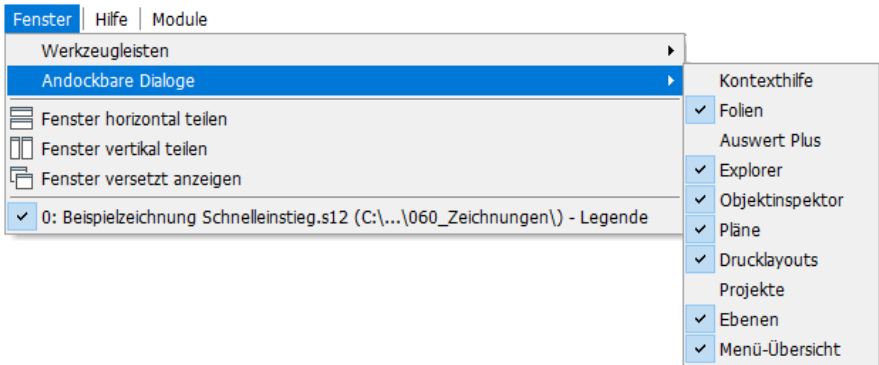 Fenster | Hilfe | Module
Werkzeugleisten
Andockbare Dialoge
Fenster horizontal teilen
Fenster vertikal teilen
Fenster versetzt anzeigen
0: Beispielzeichnung Schnelleinstieg.s12 (C:\...\060_Zeichnungen\) - Legende
Kontexthilfe
Folien
Auswert Plus
Explorer
Objektinspektor
Pläne
Drucklayouts
Projekte
Ebenen
Menü-Übersicht